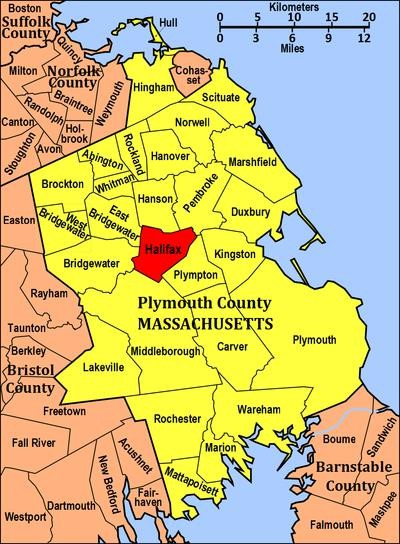 Boston
Suffolk
County
Hull
Kilometers
0 5 10 15 20
0 3 6 9 12
Miles
Quincy
Milton
Norfolk
County
Hingham
Cohas-
set
Braintree
Weymouth
Randolph
Scituate
Canton
Hol-
brook
Norwell
Stoughton
Avon
Abington
Rockland
Hanover
Marshfield
Brockton
Whitman
Hanson
Pembroke
Easton
West
Bridgewater
East
Bridgewater
Duxbury
Halifax
Kingston
Bridgewater
Plympton
Raynham
Plymouth County
MASSACHUSETTS
Taunton
Plymouth
Berkley
Middleborough
Carver
Bristol
County
Lakeville
Freetown
Rochester
Wareham
Fall River
Acushnet
Marion
Bourne
Sandwich
Mattapoisett
Barnstable
County
New Bedford
Fair-
haven
Dartmouth
Westport
Falmouth
Mashpee